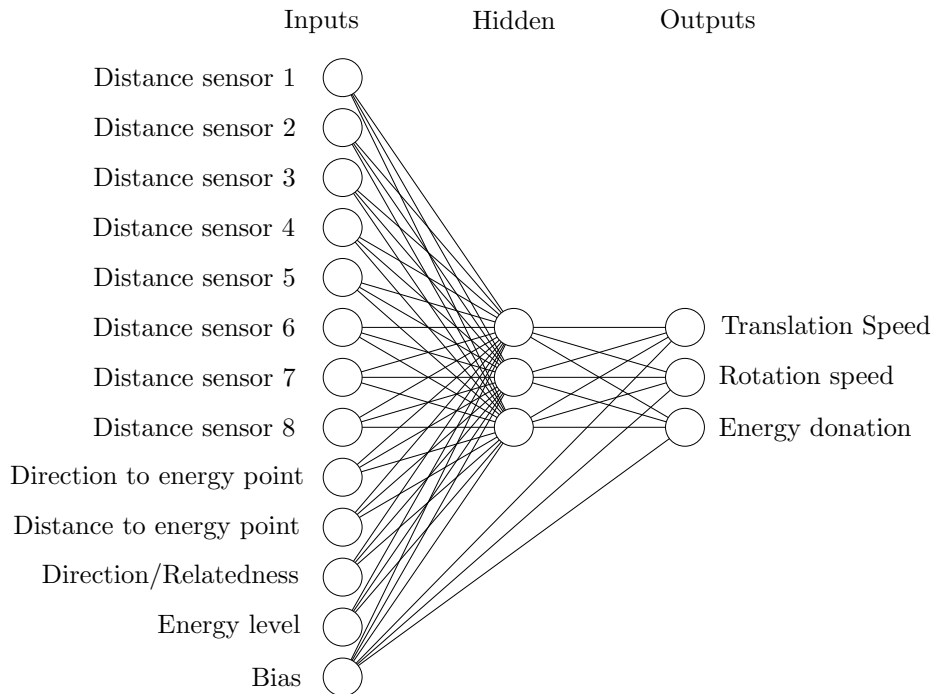 Inputs
Hidden
Outputs
Distance sensor 1
Distance sensor 2
Distance sensor 3
Distance sensor 4
Distance sensor 5
Distance sensor 6
Distance sensor 7
Distance sensor 8
Direction to energy point
Distance to energy point
Direction/Relatedness
Energy level
Bias
Translation Speed
Rotation speed
Energy donation